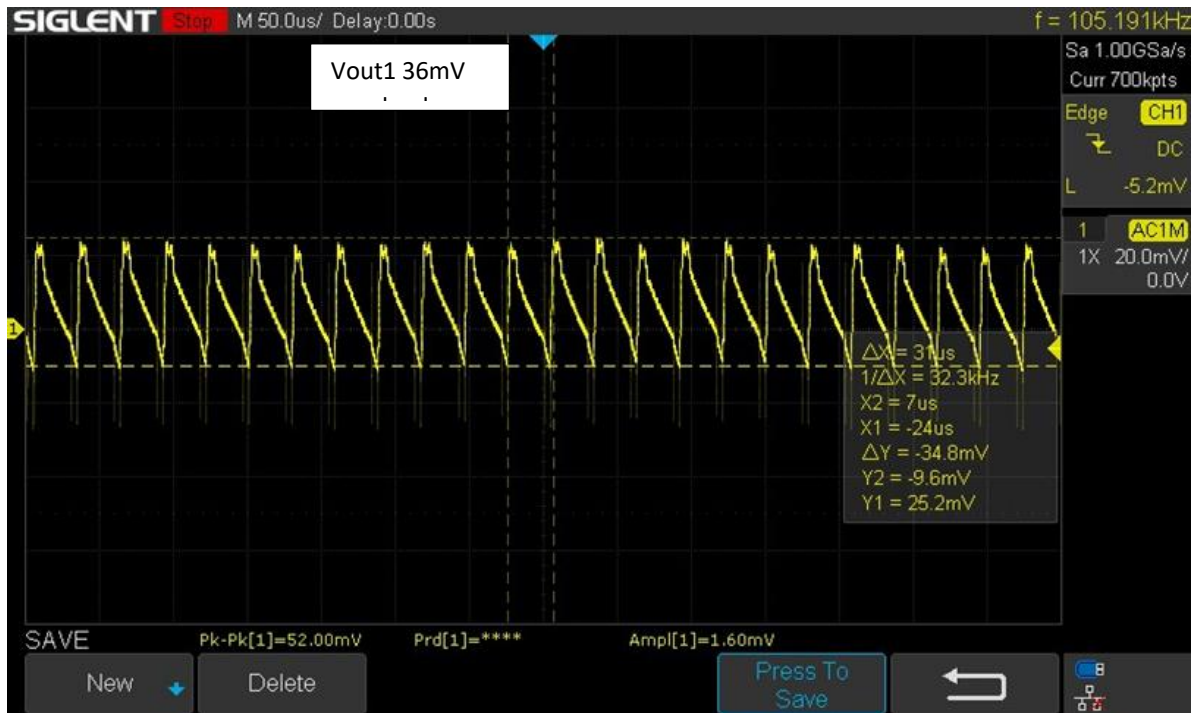 SIGLENT Stop M 50.0us/ Delay:0.00s f = 105.191kHz
Vout1 36mV
Sa 1.00GSa/s
Curr 700kpts
Edge CH1
DC
L -5.2mV
1 AC1M
1X 20.0mV/
0.0V
1
△X = 31us
1/△X = 32.3kHz
X2 = 7us
X1 = -24us
△Y = -34.8mV
Y2 = -9.6mV
Y1 = 25.2mV
SAVE Pk-Pk[1]=52.00mV Prd[1]=**** Ampl[1]=1.60mV
New Delete Press To
Save